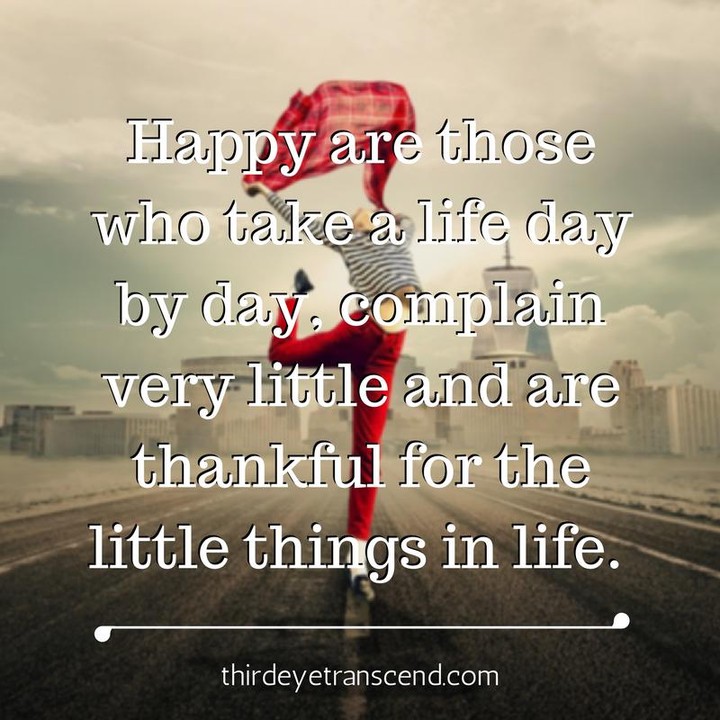 Happy are those
who take a life day
by day, complain
very little and are
thankful for the
little things in life.
thirdeyetranscend.com